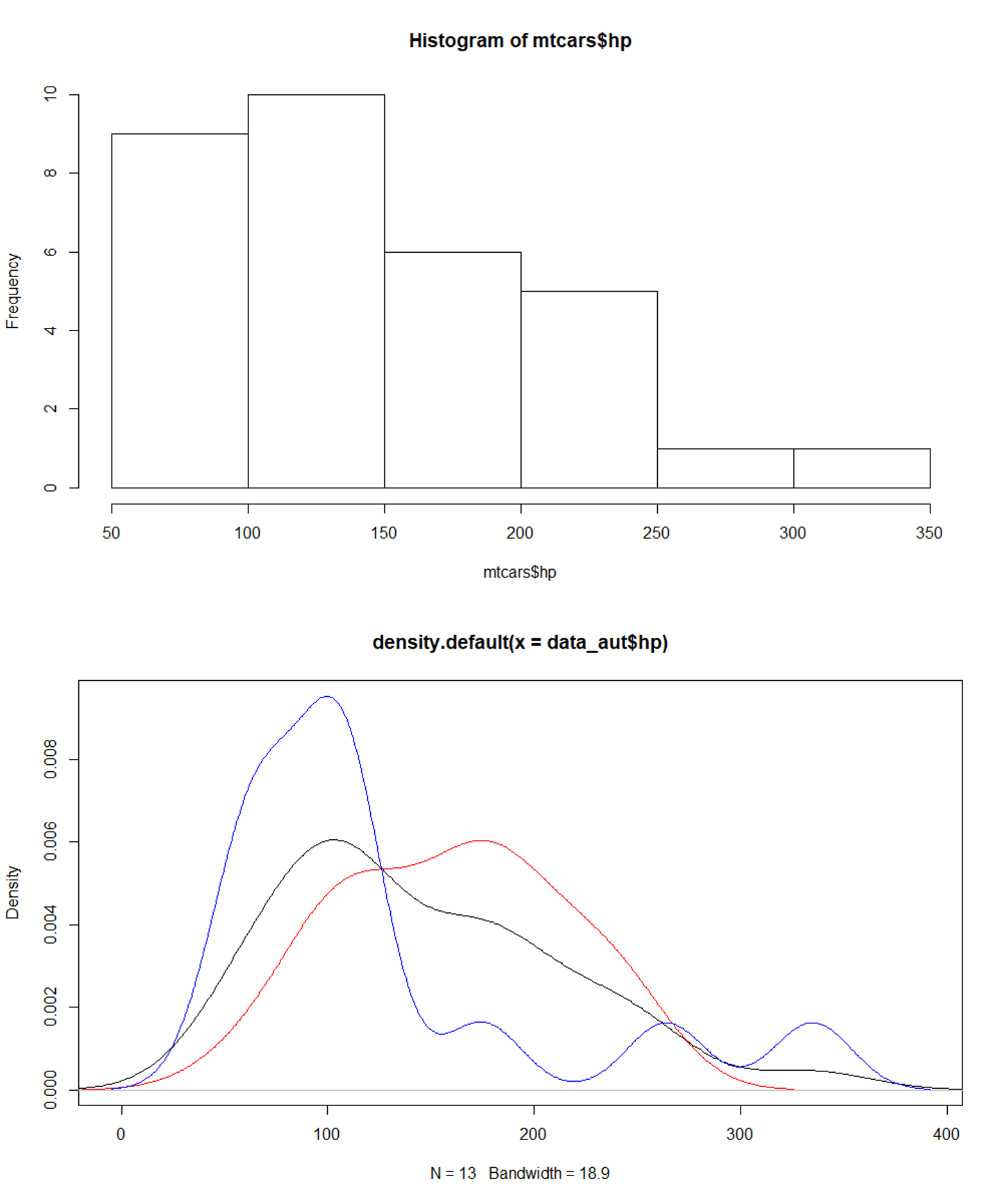 Histogram of mtcars$hp
Frequency
10
8
6
4
2
0
50 100 150 200 250 300 350
mtcars$hp
density.default(x = data_aut$hp)
Density
0.008
0.006
0.004
0.002
0.000
0 100 200 300 400
N = 13 Bandwidth = 18.9